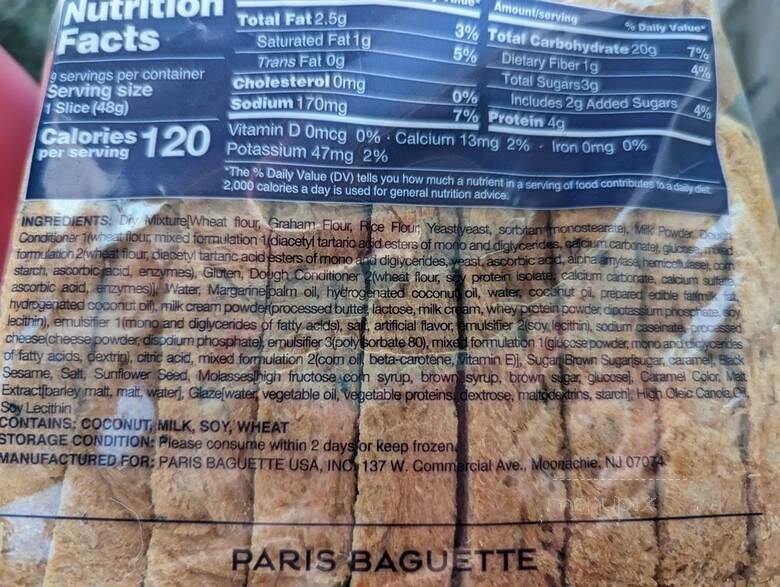 Nutrition
Facts
9 servings per container
Serving size
1 Slice (48g)
Calories 120
per serving
Total Fat 2.5g 3%
Saturated Fat 1g 5%
Trans Fat 0g
Cholesterol 0mg 0%
Sodium 170mg 7%
Amount/serving % Daily Value*
Total Carbohydrate 20g 7%
Dietary Fiber 1g 4%
Total Sugars 3g
Includes 2g Added Sugars 4%
Protein 4g
Vitamin D 0mcg 0% · Calcium 13mg 2% · Iron 0mg 0%
Potassium 47mg 2%
*The % Daily Value (DV) tells you how much a nutrient in a serving of food contributes to a daily diet.
2,000 calories a day is used for general nutrition advice.
INGREDIENTS: Dry Mixture[Wheat flour, Graham Flour, Rice Flour, Yeast(yeast, sorbitan monostearate), Milk Powder, Dough
Conditioner 1(wheat flour, mixed formulation 1(diacetyl tartaric acid esters of mono and diglycerides, calcium carbonate), glucose, mixed
formulation 2(wheat flour, diacetyl tartaric acid esters of mono and diglycerides, yeast, ascorbic acid, alpha amylase, hemicellulase), corn
starch, ascorbic acid, enzymes), Gluten, Dough Conditioner 2(wheat flour, soy protein isolate, calcium carbonate, calcium sulfate,
ascorbic acid, enzymes)], Water, Margarine[palm oil, hydrogenated coconut oil, water, coconut oil, prepared edible fat(milk fat,
hydrogenated coconut oil), milk cream powder(processed butter, lactose, milk cream, whey protein powder, dipotassium phosphate, soy
lecithin), emulsifier 1(mono and diglycerides of fatty acids), salt, artificial flavor, emulsifier 2(soy lecithin), sodium caseinate, processed
cheese(cheese powder, disodium phosphate), emulsifier 3(polysorbate 80), mixed formulation 1(glucose powder, mono and diglycerides
of fatty acids, dextrin), citric acid, mixed formulation 2(corn oil, beta-carotene, Vitamin E)], Sugar, Brown Sugar[sugar, caramel], Black
Sesame, Salt, Sunflower Seed, Molasses[high fructose corn syrup, brown syrup, brown sugar, glucose], Caramel Color, Malt
Extract[barley malt, malt, water], Glaze[water, vegetable oil, vegetable proteins, dextrose, maltodextrins, starch], High Oleic Canola Oil,
Soy Lecithin
CONTAINS: COCONUT, MILK, SOY, WHEAT
STORAGE CONDITION: Please consume within 2 days or keep frozen.
MANUFACTURED FOR: PARIS BAGUETTE USA, INC. 137 W. Commercial Ave., Moonachie, NJ 07074
PARIS BAGUETTE